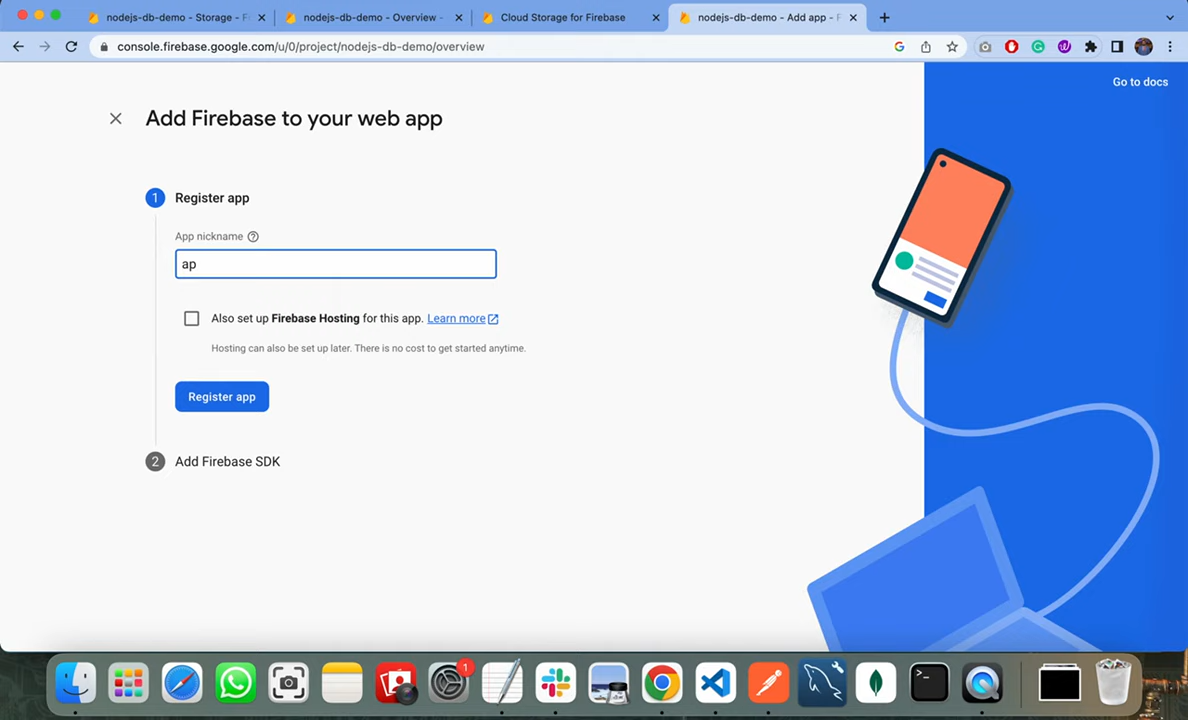 nodejs-db-demo - Storage - F
nodejs-db-demo - Overview -
Cloud Storage for Firebase
nodejs-db-demo - Add app - F
console.firebase.google.com/u/0/project/nodejs-db-demo/overview
Go to docs
Add Firebase to your web app
1 Register app
App nickname
ap
Also set up Firebase Hosting for this app. Learn more
Hosting can also be set up later. There is no cost to get started anytime.
Register app
2 Add Firebase SDK
1